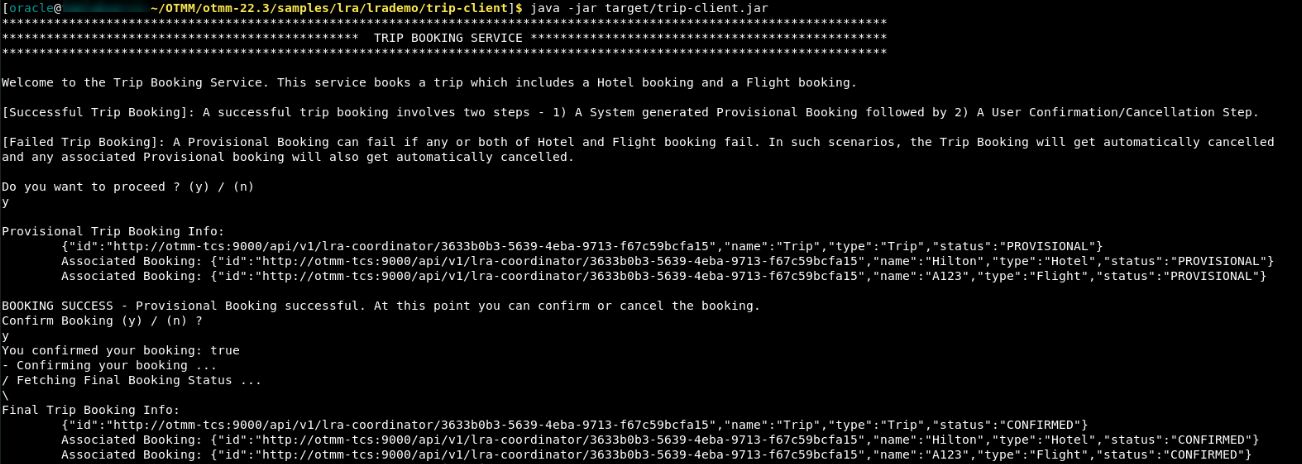 [oracle@ ~/OTMM/otmm-22.3/samples/lra/lrademo/trip-client]$ java -jar target/trip-client.jar
***********************************************************************************************************************
************************************************  TRIP BOOKING SERVICE ************************************************
***********************************************************************************************************************
Welcome to the Trip Booking Service. This service books a trip which includes a Hotel booking and a Flight booking.
[Successful Trip Booking]: A successful trip booking involves two steps - 1) A System generated Provisional Booking followed by 2) A User Confirmation/Cancellation Step.
[Failed Trip Booking]: A Provisional Booking can fail if any or both of Hotel and Flight booking fail. In such scenarios, the Trip Booking will get automatically cancelled
and any associated Provisional booking will also get automatically cancelled.
Do you want to proceed ? (y) / (n)
y
Provisional Trip Booking Info:
{"id":"http://otmm-tcs:9000/api/v1/lra-coordinator/3633b0b3-5639-4eba-9713-f67c59bcfa15","name":"Trip","type":"Trip","status":"PROVISIONAL"}
Associated Booking: {"id":"http://otmm-tcs:9000/api/v1/lra-coordinator/3633b0b3-5639-4eba-9713-f67c59bcfa15","name":"Hilton","type":"Hotel","status":"PROVISIONAL"}
Associated Booking: {"id":"http://otmm-tcs:9000/api/v1/lra-coordinator/3633b0b3-5639-4eba-9713-f67c59bcfa15","name":"A123","type":"Flight","status":"PROVISIONAL"}
BOOKING SUCCESS - Provisional Booking successful. At this point you can confirm or cancel the booking.
Confirm Booking (y) / (n) ?
y
You confirmed your booking: true
- Confirming your booking ...
/ Fetching Final Booking Status ...
\
Final Trip Booking Info:
{"id":"http://otmm-tcs:9000/api/v1/lra-coordinator/3633b0b3-5639-4eba-9713-f67c59bcfa15","name":"Trip","type":"Trip","status":"CONFIRMED"}
Associated Booking: {"id":"http://otmm-tcs:9000/api/v1/lra-coordinator/3633b0b3-5639-4eba-9713-f67c59bcfa15","name":"Hilton","type":"Hotel","status":"CONFIRMED"}
Associated Booking: {"id":"http://otmm-tcs:9000/api/v1/lra-coordinator/3633b0b3-5639-4eba-9713-f67c59bcfa15","name":"A123","type":"Flight","status":"CONFIRMED"}